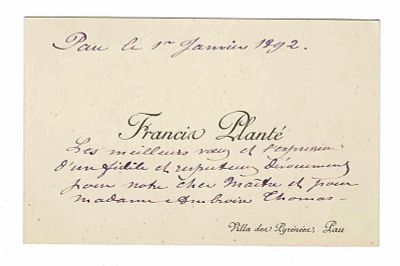 Pau le 1er Janvier 1892.
Francis Planté
Les meilleurs vœux et l'expression
d'un fidèle et respectueux dévouement
pour notre cher Maître et pour
madame Ambroise Thomas -
Villa des Pyrénées, Pau